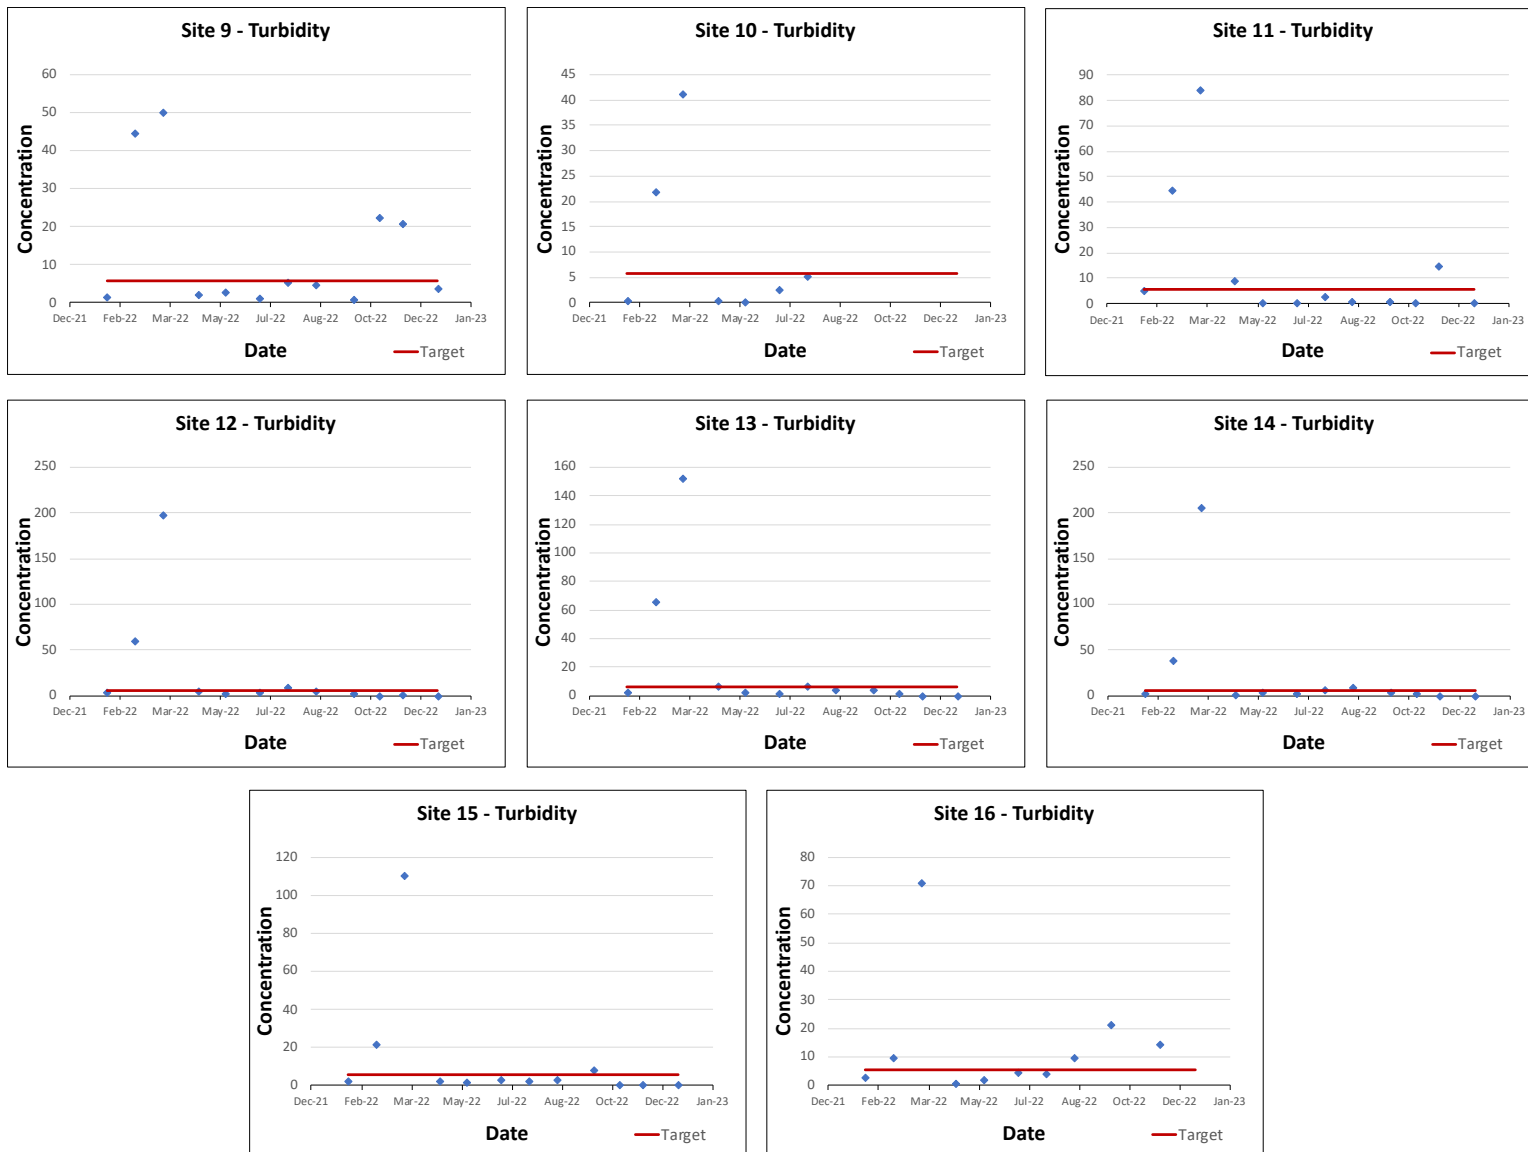 Site 9 - Turbidity
60
50
40
30
20
10
0
Concentration
Dec-21 Feb-22 Mar-22 May-22 Jul-22 Aug-22 Oct-22 Dec-22 Jan-23
Date
Target
Site 10 - Turbidity
45
40
35
30
25
20
15
10
5
0
Concentration
Dec-21 Feb-22 Mar-22 May-22 Jul-22 Aug-22 Oct-22 Dec-22 Jan-23
Date
Site 11 - Turbidity
90
80
70
60
50
40
30
20
10
0
Concentration
Dec-21 Feb-22 Mar-22 May-22 Jul-22 Aug-22 Oct-22 Dec-22 Jan-23
Date
Target
Site 12 - Turbidity
250
200
150
100
50
0
Concentration
Dec-21 Feb-22 Mar-22 May-22 Jul-22 Aug-22 Oct-22 Dec-22 Jan-23
Date
Target
Site 13 - Turbidity
160
140
120
100
80
60
40
20
0
Concentration
Dec-21 Feb-22 Mar-22 May-22 Jul-22 Aug-22 Oct-22 Dec-22 Jan-23
Date
Target
Site 14 - Turbidity
250
200
150
100
50
0
Concentration
Dec-21 Feb-22 Mar-22 May-22 Jul-22 Aug-22 Oct-22 Dec-22 Jan-23
Date
Target
Site 15 - Turbidity
120
100
80
60
40
20
0
Concentration
Dec-21 Feb-22 Mar-22 May-22 Jul-22 Aug-22 Oct-22 Dec-22 Jan-23
Date
Target
Site 16 - Turbidity
80
70
60
50
40
30
20
10
0
Concentration
Dec-21 Feb-22 Mar-22 May-22 Jul-22 Aug-22 Oct-22 Dec-22 Jan-23
Date
Target